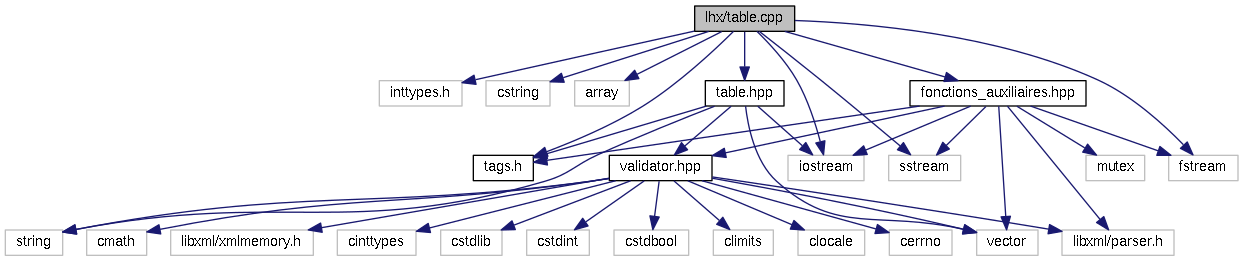 lhx/table.cpp
inttypes.h
cstring
array
table.hpp
fonctions_auxiliaires.hpp
tags.h
validator.hpp
iostream
sstream
mutex
fstream
string
cmath
libxml/xmlmemory.h
cinttypes
cstdlib
cstdint
cstdbool
climits
clocale
cerrno
vector
libxml/parser.h